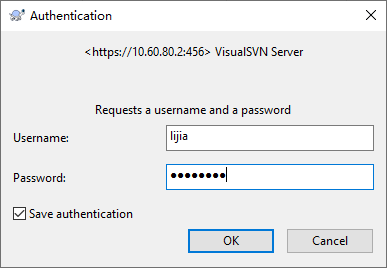 Authentication
<https://10.60.80.2:456> VisualSVN Server
Requests a username and a password
Username:
lijia
Password:
●●●●●●●●
Save authentication
OK
Cancel